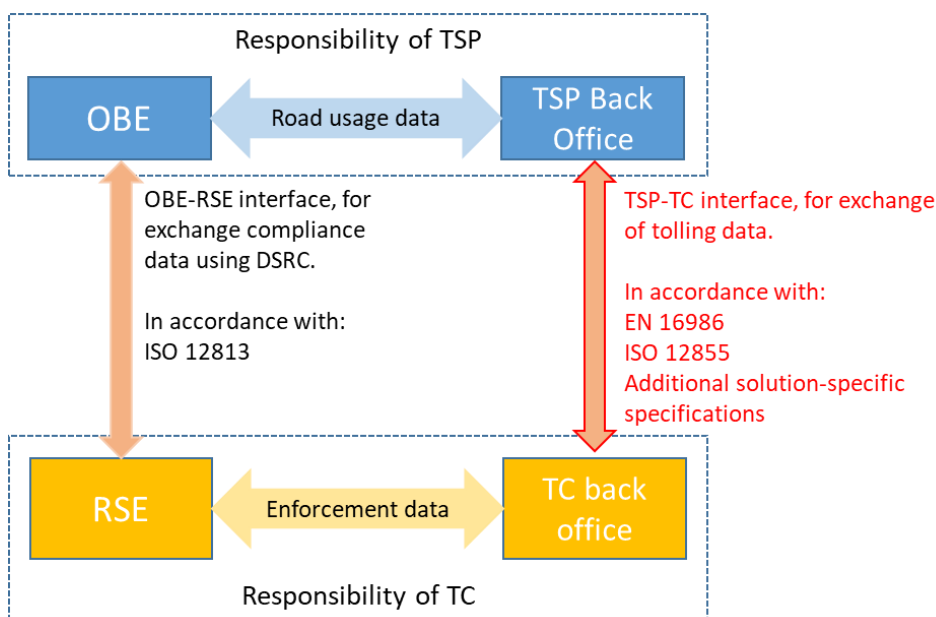 Responsibility of TSP
OBE
Road usage data
TSP Back
Office
OBE-RSE interface, for
exchange compliance
data using DSRC.
In accordance with:
ISO 12813
TSP-TC interface, for exchange
of tolling data.
In accordance with:
EN 16986
ISO 12855
Additional solution-specific
specifications
RSE
Enforcement data
TC back
office
Responsibility of TC